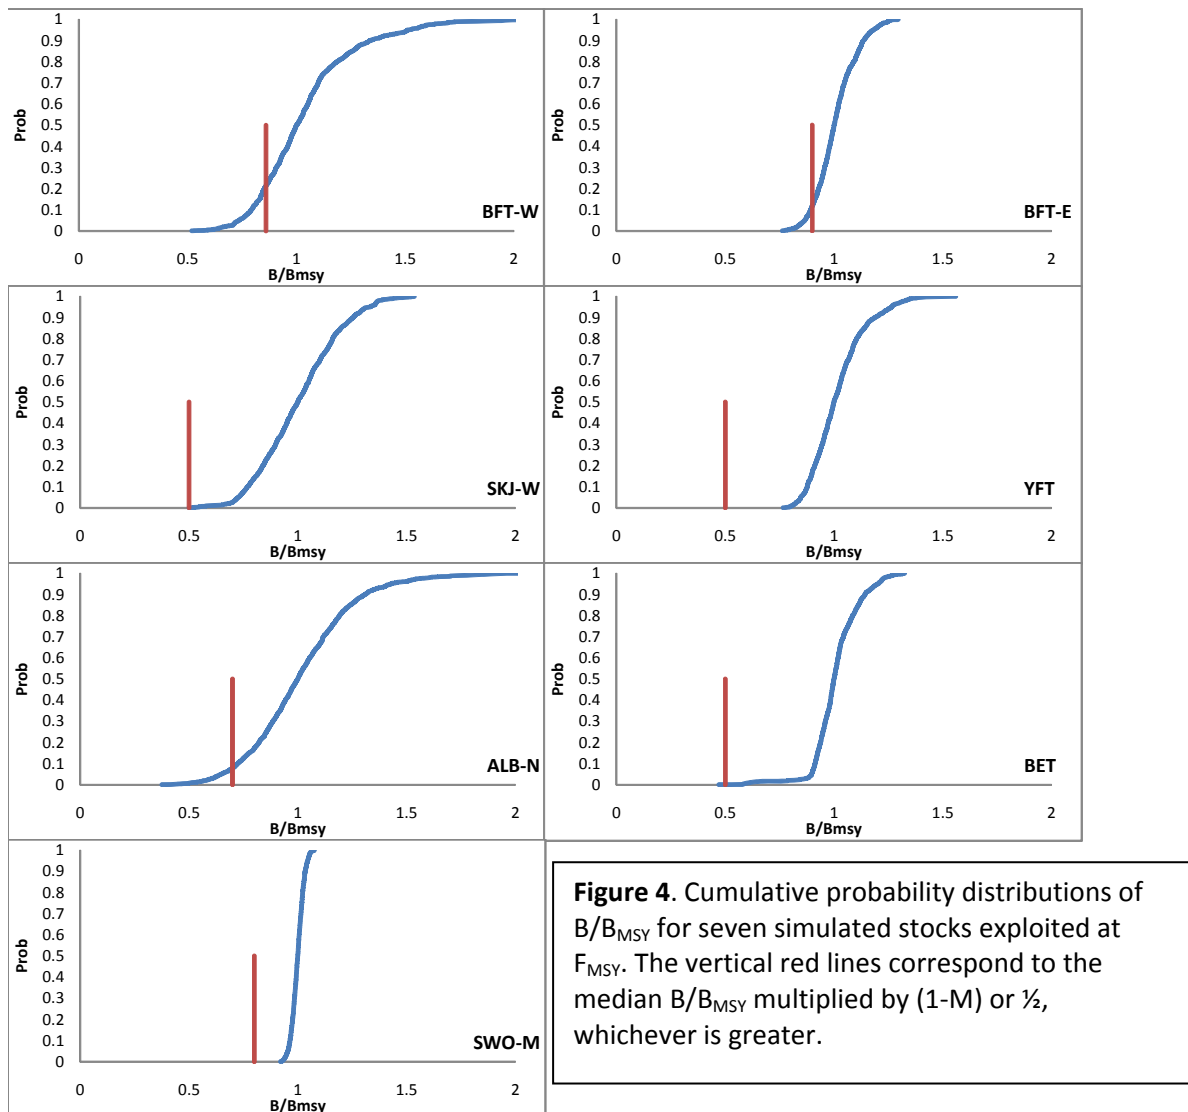 1
0.9
0.8
0.7
0.6
0.5
0.4
0.3
0.2
0.1
0
Prob
BFT-W
0 0.5 1 1.5 2
B/Bmsy
1
0.9
0.8
0.7
0.6
0.5
0.4
0.3
0.2
0.1
0
Prob
BFT-E
0 0.5 1 1.5 2
B/Bmsy
1
0.9
0.8
0.7
0.6
0.5
0.4
0.3
0.2
0.1
0
Prob
SKJ-W
0 0.5 1 1.5 2
B/Bmsy
1
0.9
0.8
0.7
0.6
0.5
0.4
0.3
0.2
0.1
0
Prob
YFT
0 0.5 1 1.5 2
B/Bmsy
1
0.9
0.8
0.7
0.6
0.5
0.4
0.3
0.2
0.1
0
Prob
ALB-N
0 0.5 1 1.5 2
B/Bmsy
1
0.9
0.8
0.7
0.6
0.5
0.4
0.3
0.2
0.1
0
Prob
BET
0 0.5 1 1.5 2
B/Bmsy
1
0.9
0.8
0.7
0.6
0.5
0.4
0.3
0.2
0.1
0
Prob
SWO-M
0 0.5 1 1.5 2
B/Bmsy
Figure 4. Cumulative probability distributions of
B/BMSY for seven simulated stocks exploited at
FMSY. The vertical red lines correspond to the
median B/BMSY multiplied by (1-M) or ½,
whichever is greater.